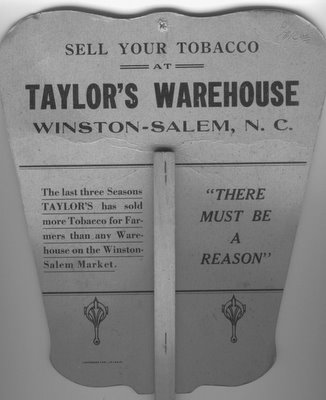 SELL YOUR TOBACCO
AT
TAYLOR'S WAREHOUSE
WINSTON-SALEM, N. C.
The last three Seasons
TAYLOR'S has sold
more Tobacco for Far-
mers than any Ware-
house on the Winston-
Salem Market.
"THERE
MUST BE
A
REASON"